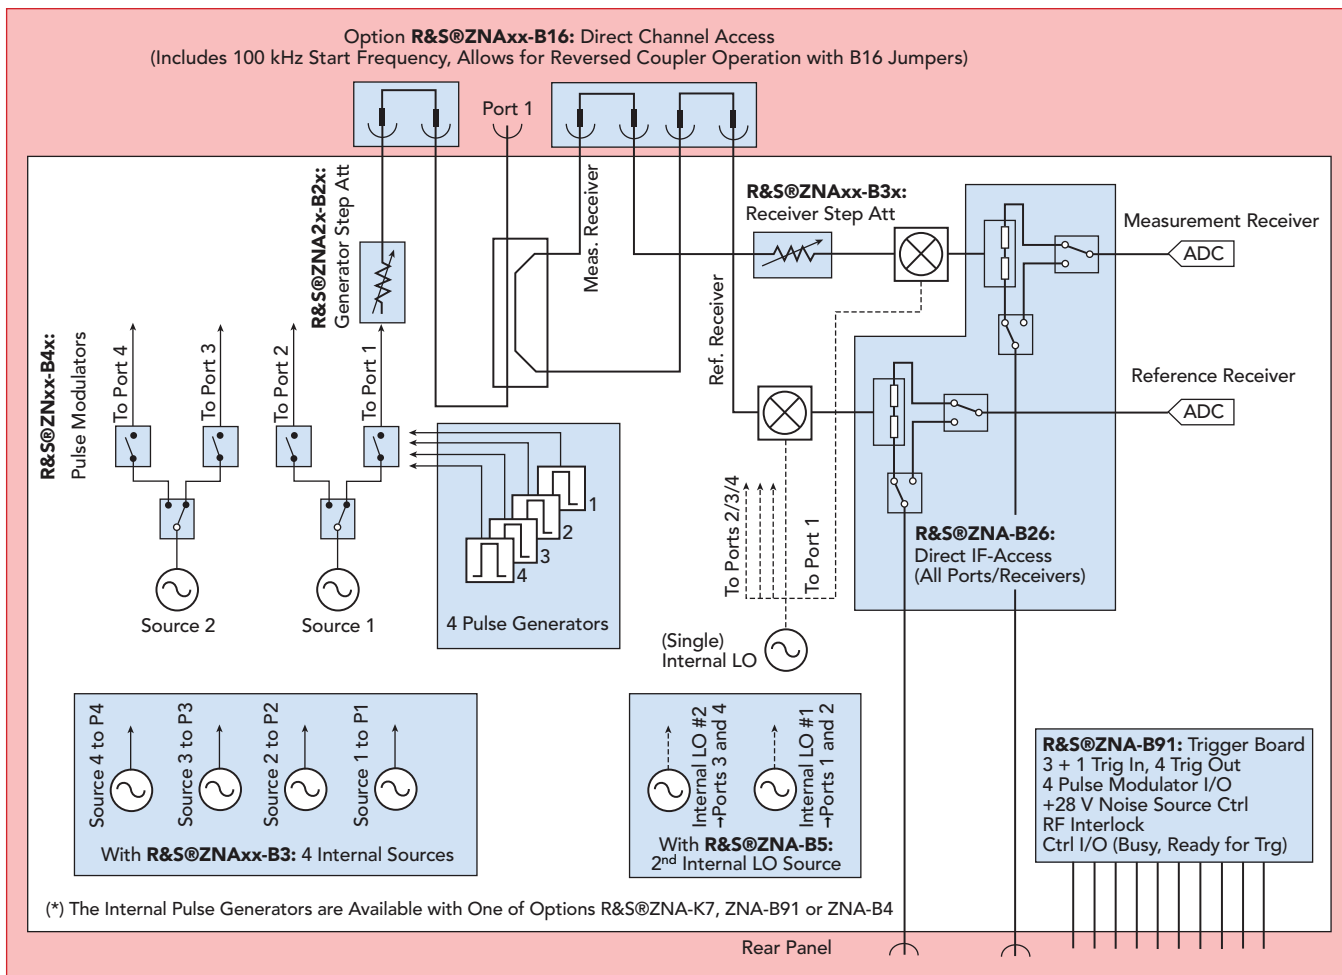 Option R&S®ZNAxx-B16: Direct Channel Access
(Includes 100 kHz Start Frequency, Allows for Reversed Coupler Operation with B16 Jumpers)
Port 1
R&S®ZNA2x-B2x:
Generator Step Att
Meas. Receiver
R&S®ZNAxx-B3x:
Receiver Step Att
Measurement Receiver
ADC
R&S®ZNxx-B4x:
Pulse Modulators
To Port 4
To Port 3
To Port 2
To Port 1
Ref. Receiver
Reference Receiver
ADC
1
2
3
4
4 Pulse Generators
Source 2
Source 1
To Ports 2/3/4
To Port 1
(Single)
Internal LO
R&S®ZNA-B26:
Direct IF-Access
(All Ports/Receivers)
Source 4 to P4
Source 3 to P3
Source 2 to P2
Source 1 to P1
With R&S®ZNAxx-B3: 4 Internal Sources
Internal LO #2
→Ports 3 and 4
Internal LO #1
→Ports 1 and 2
With R&S®ZNA-B5:
2nd Internal LO Source
R&S®ZNA-B91: Trigger Board
3 + 1 Trig In, 4 Trig Out
4 Pulse Modulator I/O
+28 V Noise Source Ctrl
RF Interlock
Ctrl I/O (Busy, Ready for Trg)
(*) The Internal Pulse Generators are Available with One of Options R&S®ZNA-K7, ZNA-B91 or ZNA-B4
Rear Panel